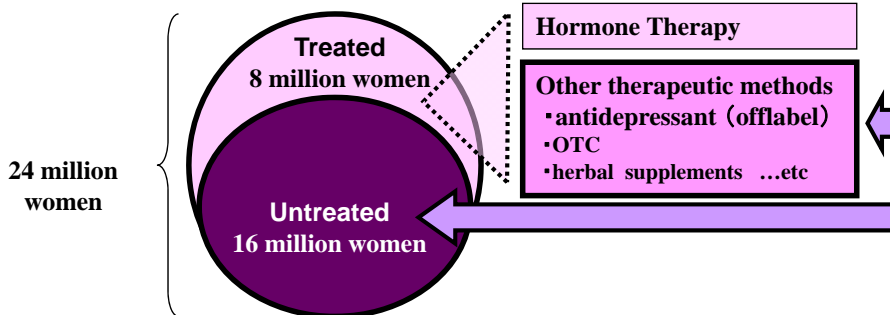 24 million
women
Treated
8 million women
Untreated
16 million women
Hormone Therapy
Other therapeutic methods
・antidepressant（offlabel）
・OTC
・herbal supplements …etc